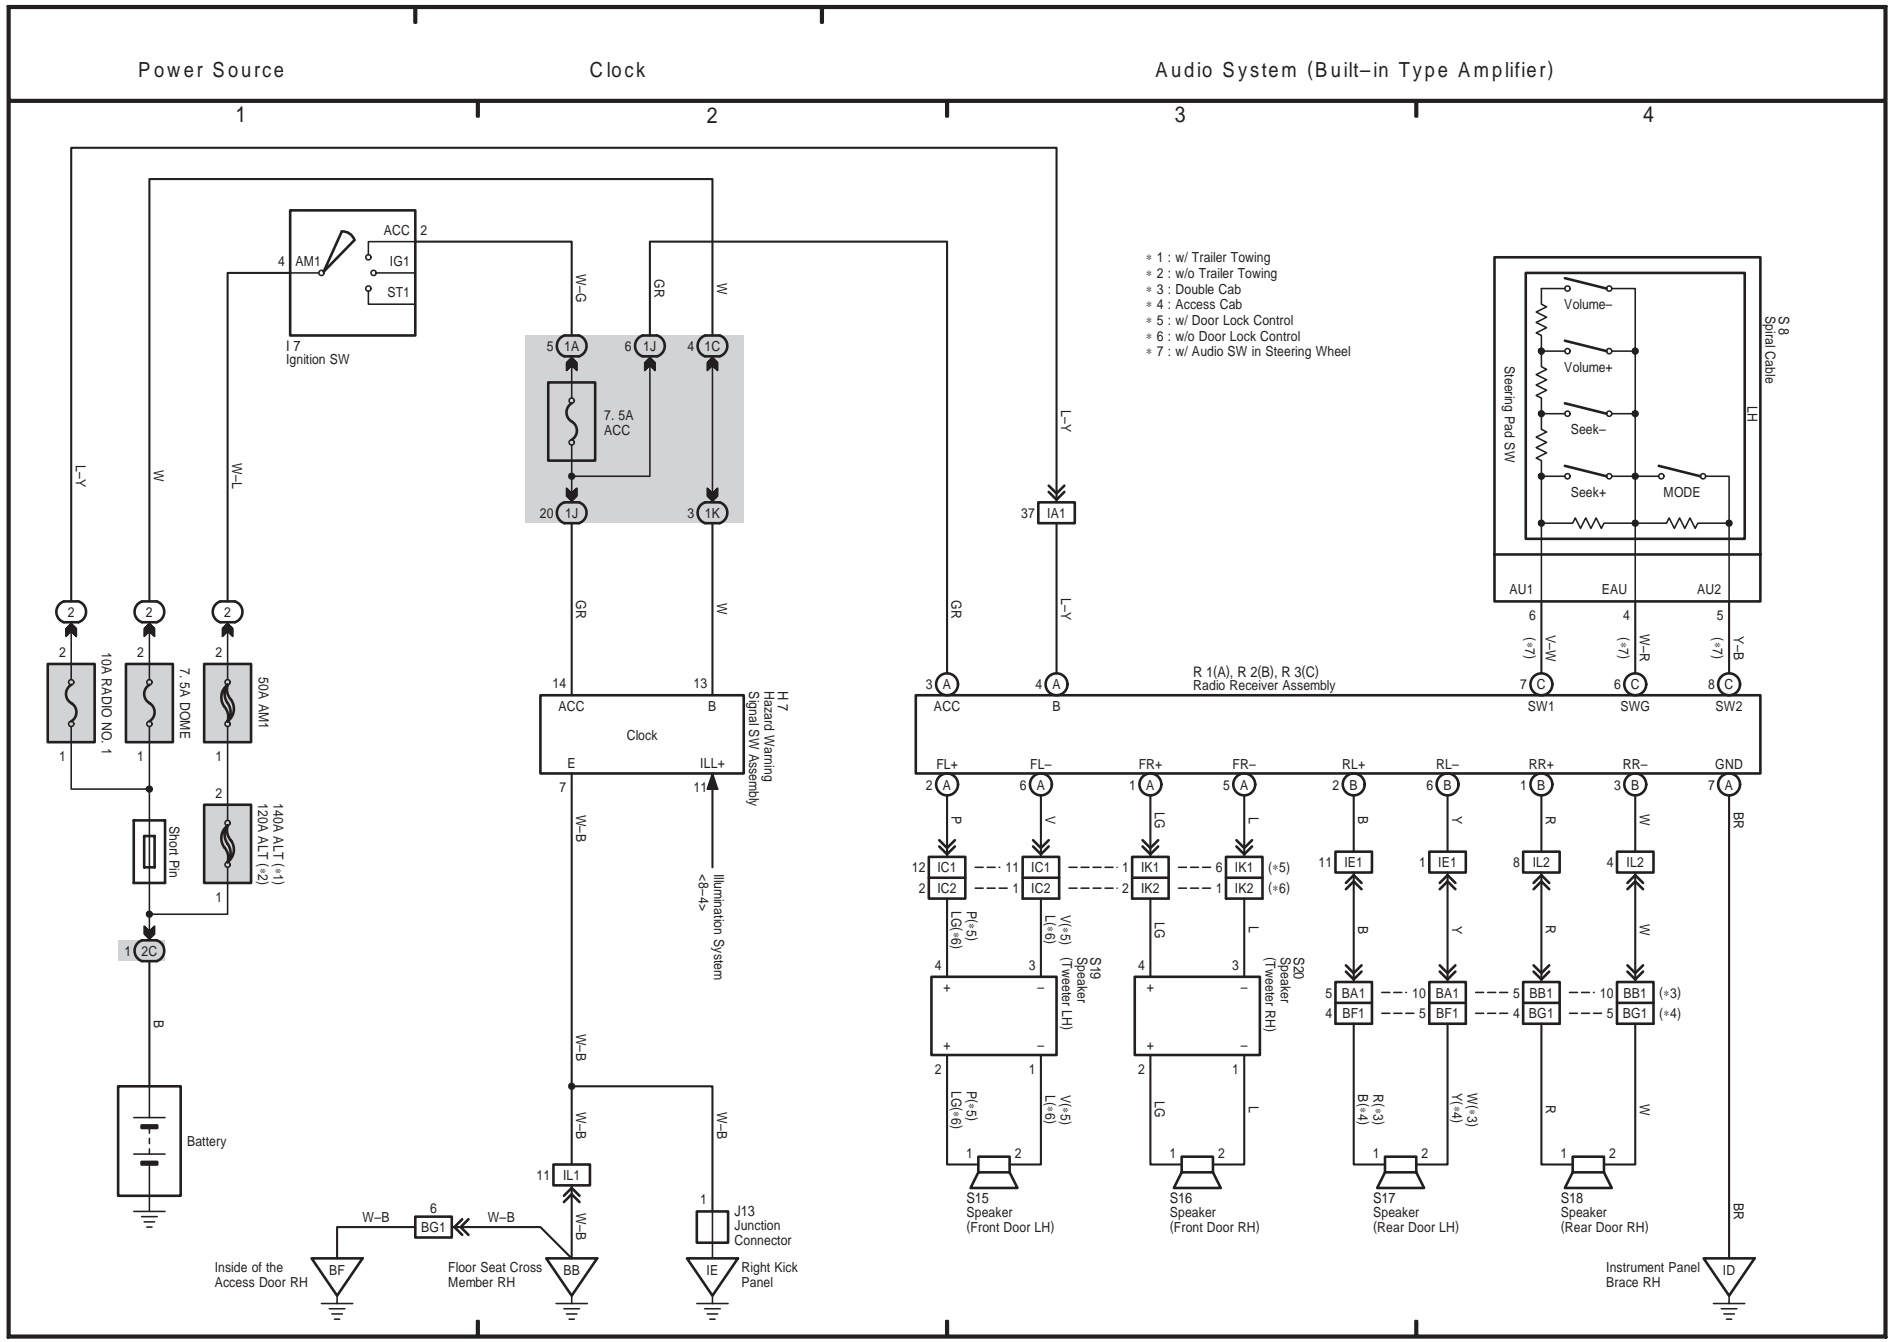 Power Source
Clock
Audio System (Built–in Type Amplifier)
1
2
3
4
ACC
2
4
AM1
IG1
ST1
I 7
Ignition SW
L–Y
W
W–L
W–G
GR
W
5
1A
6
1J
4
1C
7. 5A
ACC
20
1J
3
1K
L–Y
37
IA1
∗ 1 : w/ Trailer Towing
∗ 2 : w/o Trailer Towing
∗ 3 : Double Cab
∗ 4 : Access Cab
∗ 5 : w/ Door Lock Control
∗ 6 : w/o Door Lock Control
∗ 7 : w/ Audio SW in Steering Wheel
Volume–
Volume+
Seek–
Seek+
MODE
Steering Pad SW
LH
S 8
Spiral Cable
AU1
EAU
AU2
6
4
5
V–W
(∗7)
W–R
(∗7)
Y–B
(∗7)
2
2
2
2
2
2
10A RADIO NO. 1
7. 5A DOME
50A AM1
1
1
1
2
140A ALT (∗1)
120A ALT (∗2)
1
Short Pin
1
2C
B
Battery
GR
W
GR
L–Y
14
13
ACC
B
Clock
E
ILL+
7
11
H 7
Hazard Warning
Signal SW Assembly
W–B
Illumination System
<8–4>
W–B
W–B
W–B
11
IL1
W–B
6
BG1
W–B
W–B
1
J13
Junction
Connector
Inside of the
Access Door RH
BF
Floor Seat Cross
Member RH
BB
IE
Right Kick
Panel
R 1(A), R 2(B), R 3(C)
Radio Receiver Assembly
3
A
4
A
7
C
6
C
8
C
ACC
B
SW1
SWG
SW2
FL+
FL–
FR+
FR–
RL+
RL–
RR+
RR–
GND
2
A
6
A
1
A
5
A
2
B
6
B
1
B
3
B
7
A
P
V
LG
L
B
Y
R
W
BR
12
IC1
11
IC1
1
IK1
6
IK1
(∗5)
2
IC2
1
IC2
2
IK2
1
IK2
(∗6)
11
IE1
1
IE1
8
IL2
4
IL2
P(∗5)
LG(∗6)
V(∗5)
L(∗6)
LG
L
B
Y
R
W
4
3
4
3
+
–
+
–
+
–
+
–
S19
Speaker
(Tweeter LH)
S20
Speaker
(Tweeter RH)
5
BA1
10
BA1
5
BB1
10
BB1
(∗3)
4
BF1
5
BF1
4
BG1
5
BG1
(∗4)
2
1
2
1
P(∗5)
LG(∗6)
V(∗5)
L(∗6)
LG
L
R(∗3)
B(∗4)
W(∗3)
Y(∗4)
R
W
1
2
1
2
1
2
1
2
S15
Speaker
(Front Door LH)
S16
Speaker
(Front Door RH)
S17
Speaker
(Rear Door LH)
S18
Speaker
(Rear Door RH)
BR
Instrument Panel
Brace RH
ID